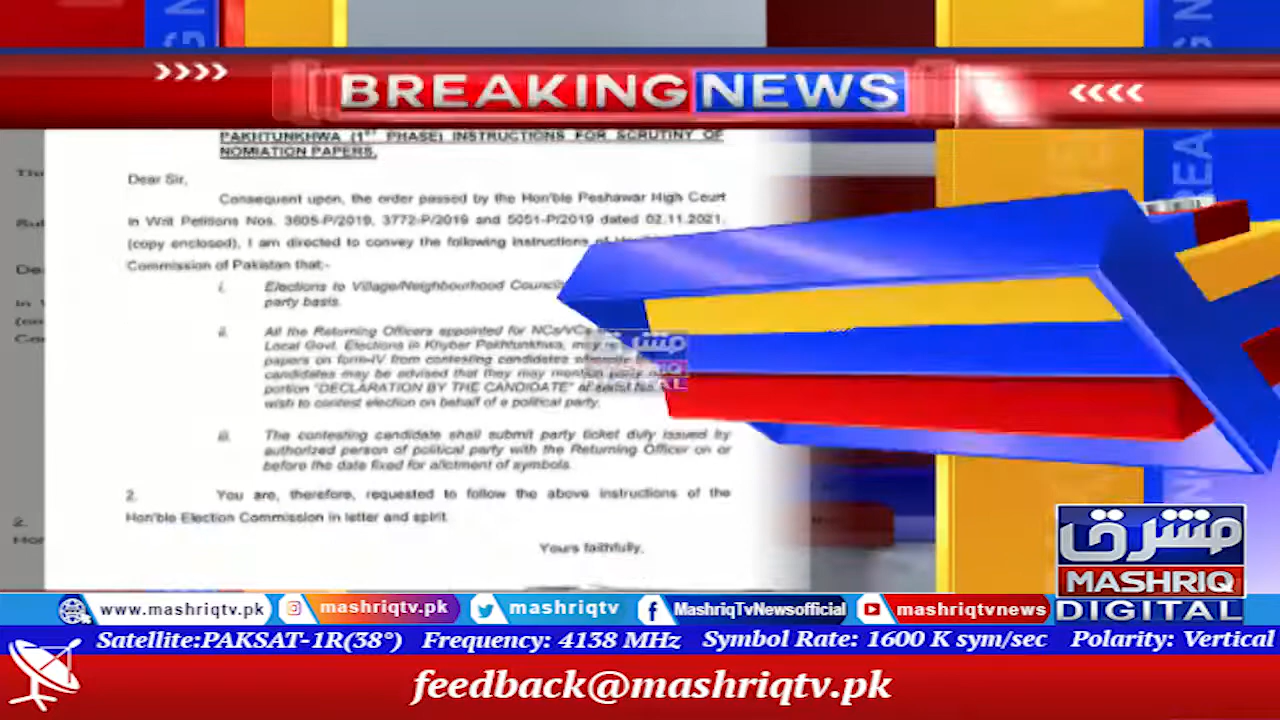 BREAKING NEWS
PAKHTUNKHWA (1ST PHASE) INSTRUCTIONS FOR SCRUTINY OF
NOMIATION PAPERS.
Dear Sir,
Consequent upon, the order passed by the Hon'ble Peshawar High Court
in Writ Petitions Nos. 3605-P/2019, 3772-P/2019 and 5051-P/2019 dated 02.11.2021,
(copy enclosed), I am directed to convey the following instructions of
Commission of Pakistan that:-
i. Elections to Village/Neighbourhood
party basis.
ii. All the Returning Officers appointed for NCs/VCs
Local Govt. Elections in Khyber Pakhtunkhwa, may
papers on form-IV from contesting candidates
candidates may be advised that they may mention party
portion "DECLARATION BY THE CANDIDATE" at serial No.
wish to contest election on behalf of a political party.
iii. The contesting candidate shall submit party ticket duly issued by
authorized person of political party with the Returning Officer on or
before the date fixed for allotment of symbols.
2. You are, therefore, requested to follow the above instructions of the
Hon'ble Election Commission in letter and spirit
Yours faithfully,
مشرق
MASHRIQ
DIGITAL
www.mashriqtv.pk mashriqtv.pk mashriqtv MashriqTvNewsofficial mashriqtvnews
Satellite:PAKSAT-1R(38°) Frequency: 4138 MHz Symbol Rate: 1600 K sym/sec Polarity: Vertical
feedback@mashriqtv.pk